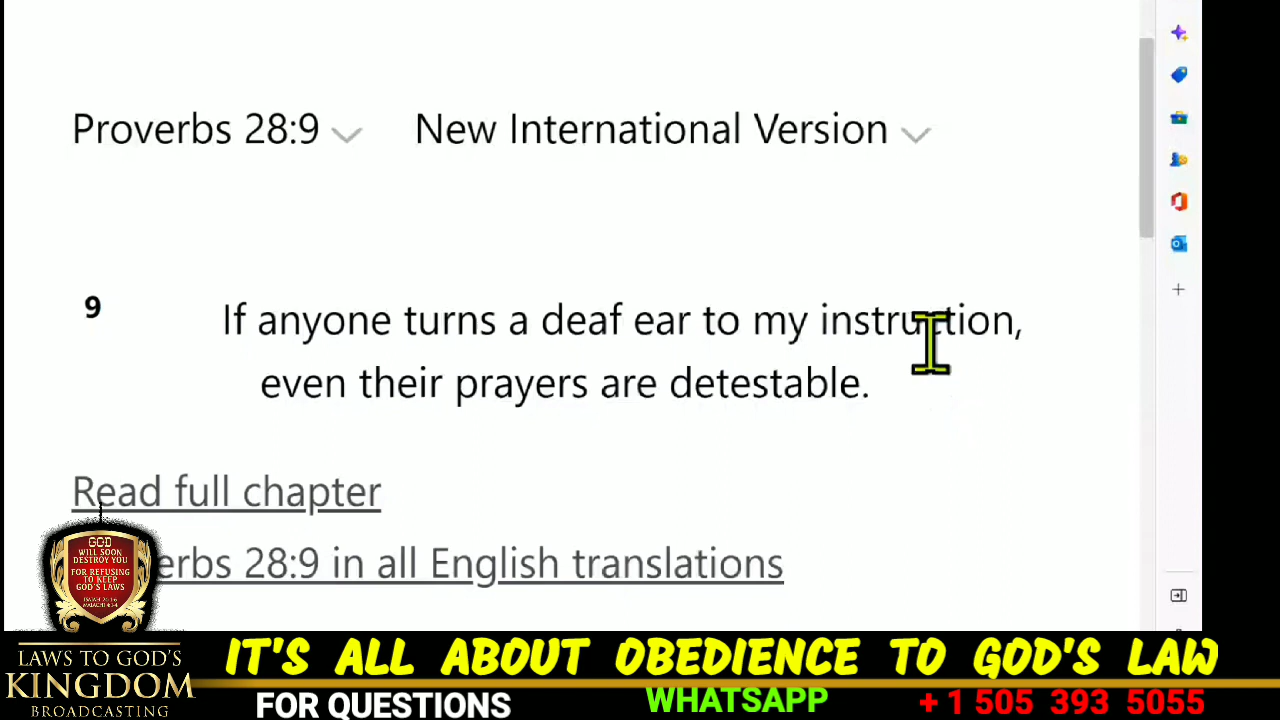 Proverbs 28:9 New International Version
9 If anyone turns a deaf ear to my instruction,
even their prayers are detestable.
Read full chapter
erbs 28:9 in all English translations
GOD
WILL SOON
DESTROY YOU
FOR REFUSING
TO KEEP
GOD'S LAWS
LAWS TO GOD'S
KINGDOM
BROADCASTING
IT'S ALL ABOUT OBEDIENCE TO GOD'S LAW
FOR QUESTIONS WHATSAPP + 1 505 393 5055